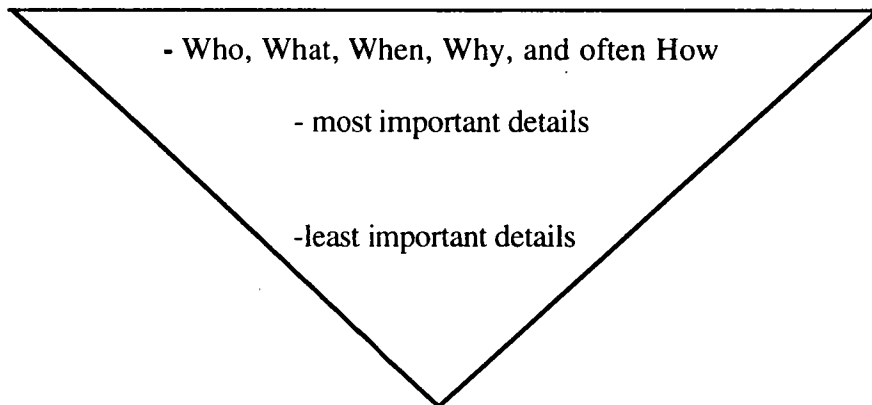 - Who, What, When, Why, and often How
- most important details
-least important details